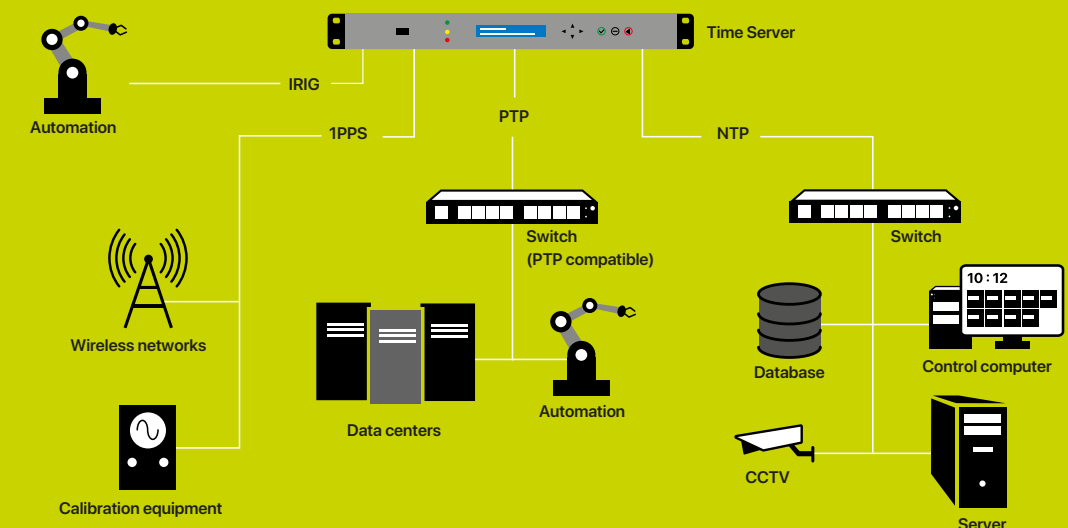 Time Server
IRIG
Automation
1PPS
PTP
NTP
Switch
(PTP compatible)
Switch
10 : 12
Wireless networks
Database
Control computer
Automation
Data centers
CCTV
Calibration equipment
Server